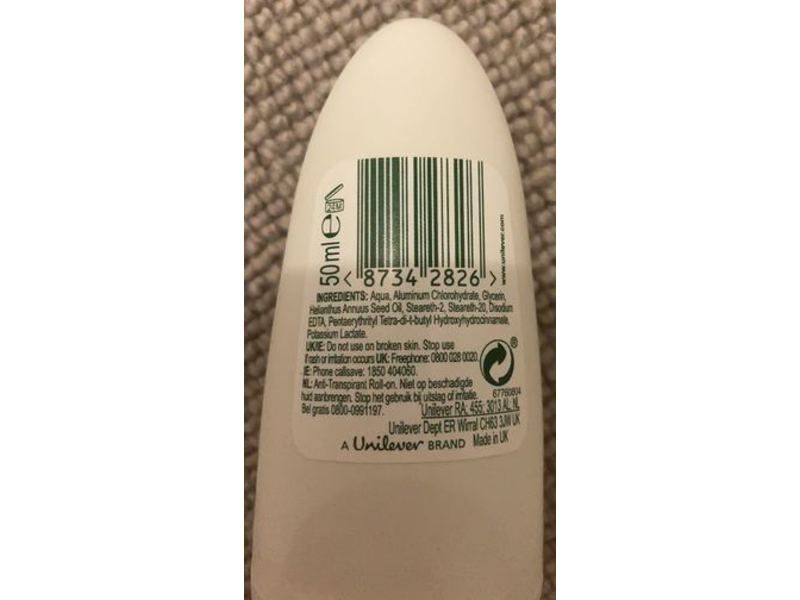 24M
50ml e
< 8734 2826 >
www.unilever.com
INGREDIENTS: Aqua, Aluminum Chlorohydrate, Glycerin,
Helianthus Annuus Seed Oil, Steareth-2, Steareth-20, Disodium
EDTA, Pentaerythrityl Tetra-di-t-butyl Hydroxyhydrocinnamate,
Potassium Lactate.
UK/IE: Do not use on broken skin. Stop use
if rash or irritation occurs UK: Freephone: 0800 028 0020.
IE: Phone callsave: 1850 404060.
NL: Anti-Transpirant Roll-on. Niet op beschadigde
huid aanbrengen. Stop het gebruik bij uitslag of irritatie.
Bel gratis 0800-0991197.
®
67760804
Unilever RA: 455: 3013 AL: NL
Unilever Dept ER Wirral CH63 3JW UK
A Unilever BRAND Made in UK